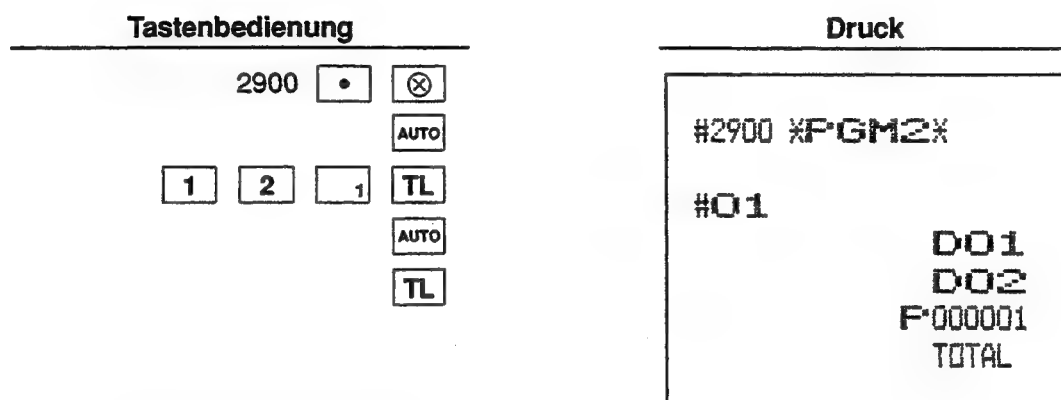 Tastenbedienung
2900 • ⊗
AUTO
1 2 1 TL
AUTO
TL
Druck
#2900 *PGM2*
#01
D01
D02
P000001
TOTAL